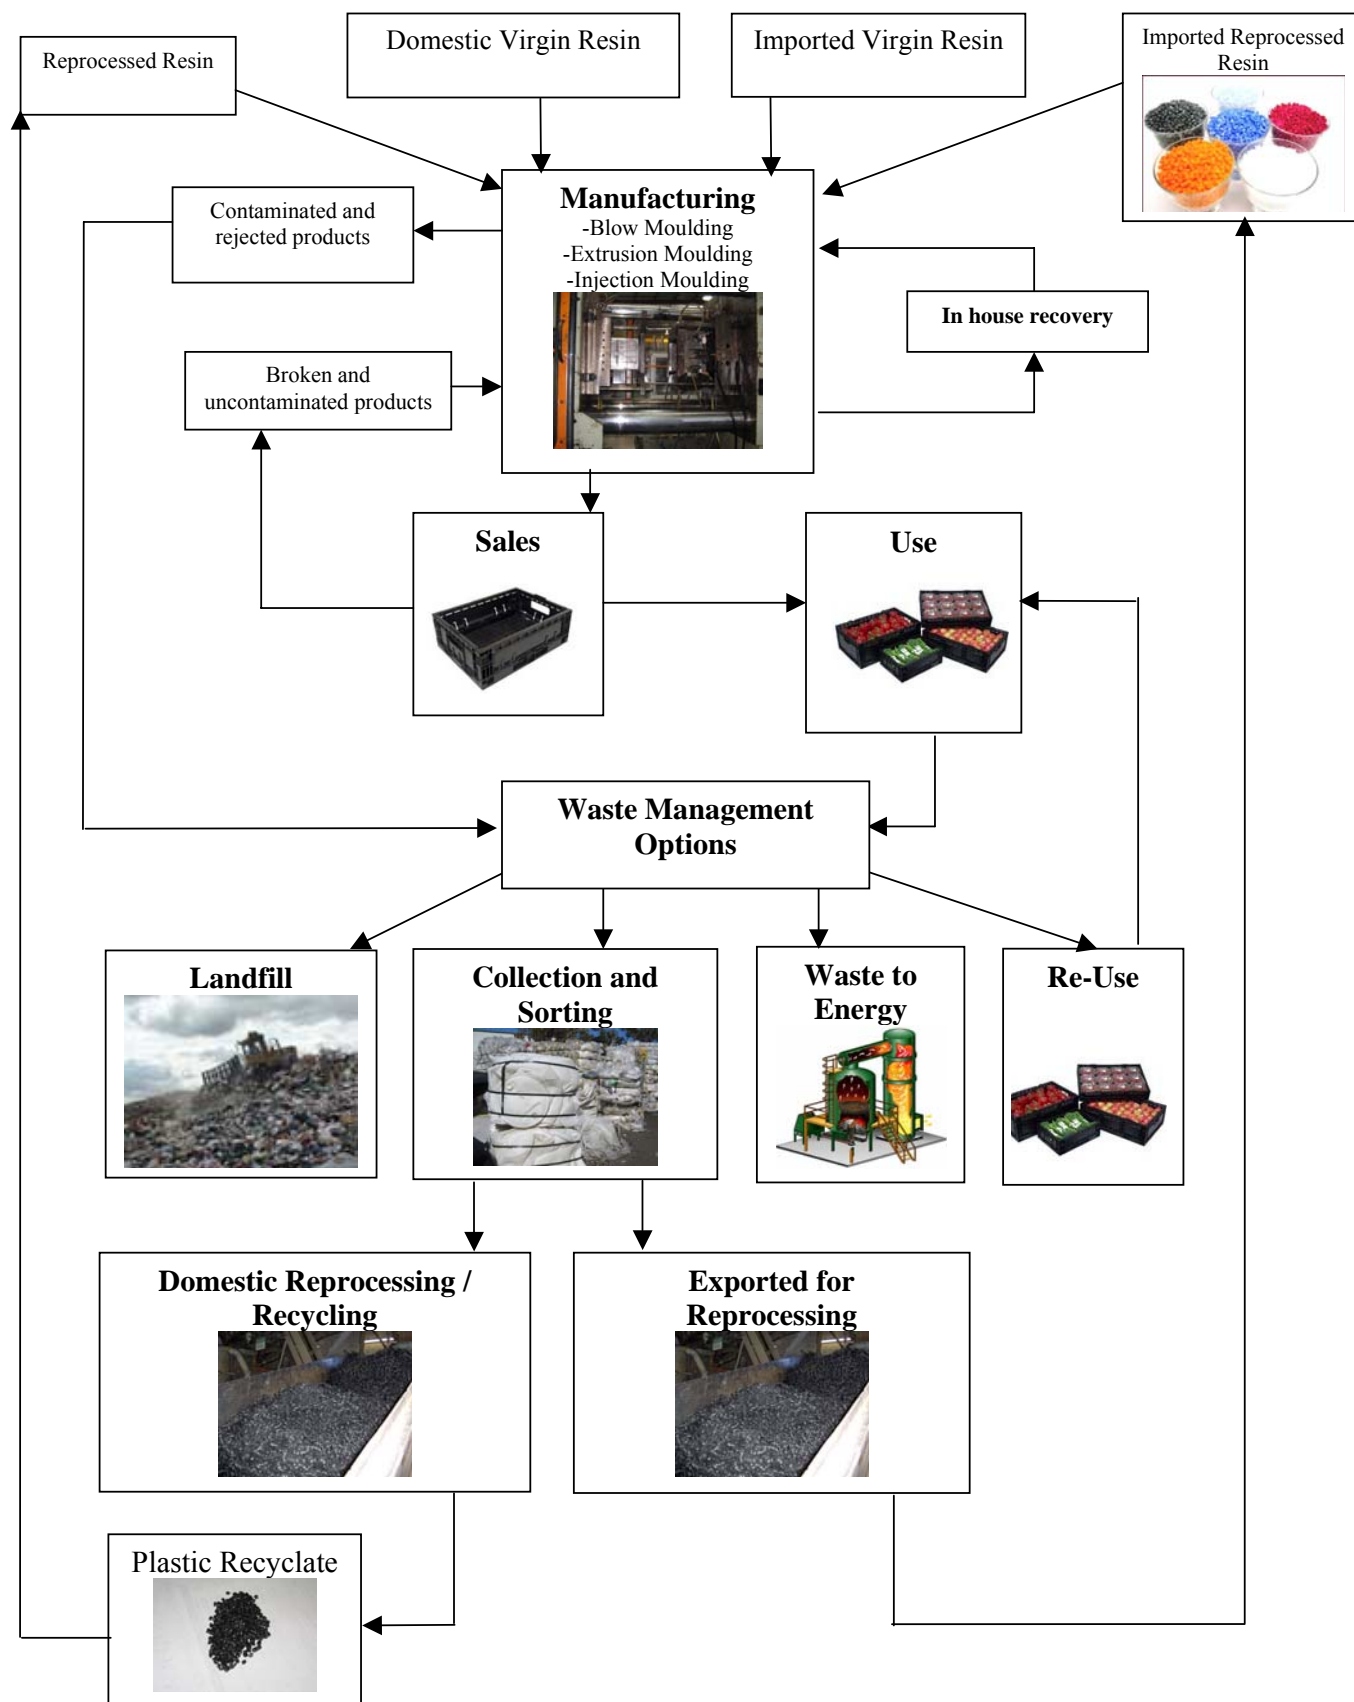 Reprocessed Resin
Domestic Virgin Resin
Imported Virgin Resin
Imported Reprocessed
Resin
Contaminated and
rejected products
Manufacturing
-Blow Moulding
-Extrusion Moulding
-Injection Moulding
In house recovery
Broken and
uncontaminated products
Sales
Use
Waste Management
Options
Landfill
Collection and
Sorting
Waste to
Energy
Re-Use
Domestic Reprocessing /
Recycling
Exported for
Reprocessing
Plastic Recyclate